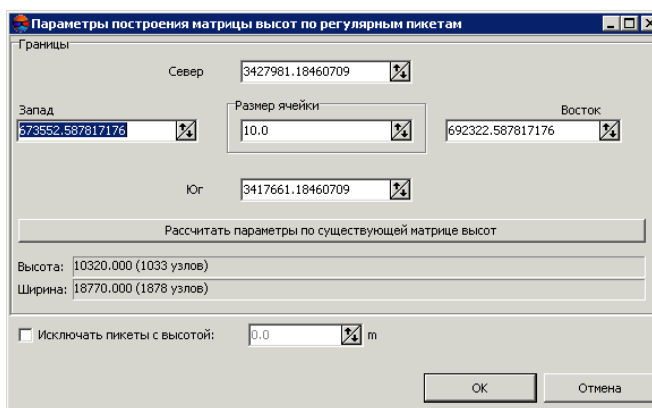 Параметры построения матрицы высот по регулярным пикетам
Границы
Север 3427981.18460709
Запад Размер ячейки Восток
673552.587817176 10.0 692322.587817176
Юг 3417661.18460709
Рассчитать параметры по существующей матрице высот
Высота: 10320.000 (1033 узлов)
Ширина: 18770.000 (1878 узлов)
Исключать пикеты с высотой: 0.0 m
OK Отмена